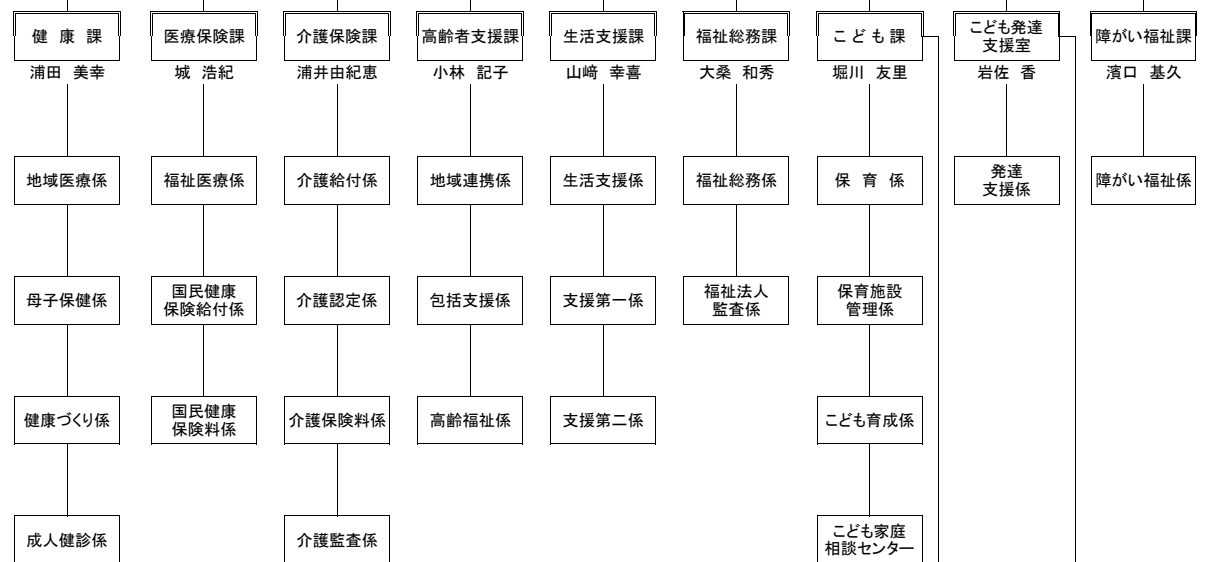 健 康 課
医療保険課
介護保険課
高齢者支援課
生活支援課
福祉総務課
こ ど も 課
こども発達
支援室
障がい福祉課
浦田 美幸
城 浩紀
浦井由紀恵
小林 記子
山﨑 幸喜
大桑 和秀
堀川 友里
岩佐 香
濱口 基久
地域医療係
福祉医療係
介護給付係
地域連携係
生活支援係
福祉総務係
保 育 係
発達
支援係
障がい福祉係
母子保健係
国民健康
保険給付係
介護認定係
包括支援係
支援第一係
福祉法人
監査係
保育施設
管理係
健康づくり係
国民健康
保険料係
介護保険料係
高齢福祉係
支援第二係
こども育成係
成人健診係
介護監査係
こども家庭
相談センター